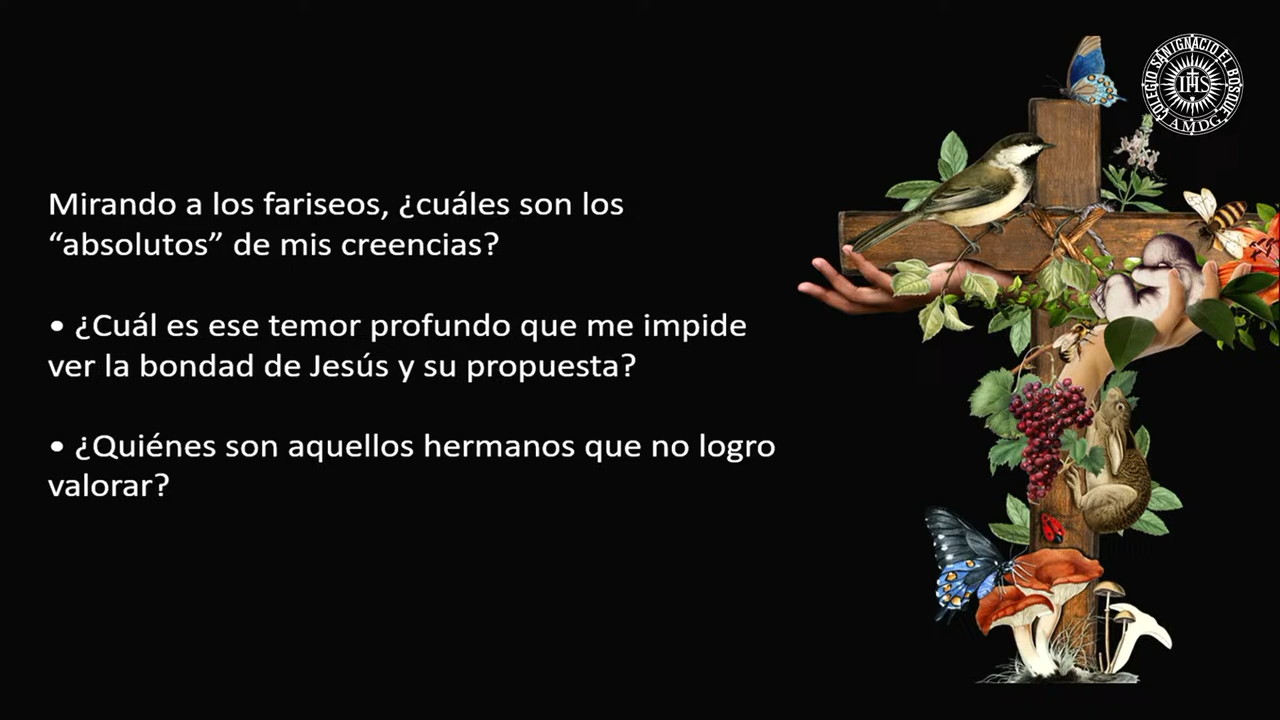 Mirando a los fariseos, ¿cuáles son los
“absolutos” de mis creencias?
• ¿Cuál es ese temor profundo que me impide
ver la bondad de Jesús y su propuesta?
• ¿Quiénes son aquellos hermanos que no logro
valorar?
COLEGIO SAN IGNACIO EL BOSQUE
IHS
A M D G